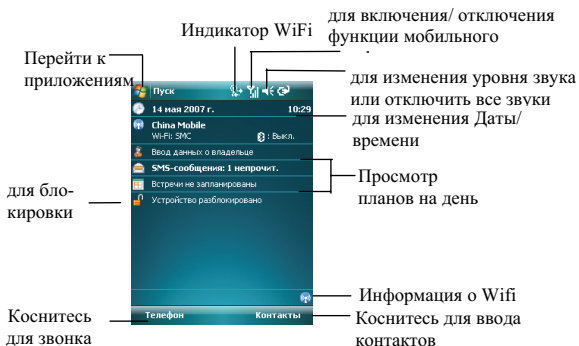 Индикатор WiFi
для включения/ отключения
функции мобильного
Перейти к
приложениям
для изменения уровня звука
или отключить все звуки
для изменения Даты/
времени
Пуск
14 мая 2007 г. 10:29
China Mobile
Wi-Fi: SMC : Выкл.
Ввод данных о владельце
SMS-сообщения: 1 непрочит.
Встречи не запланированы
Устройство разблокировано
Просмотр
планов на день
для бло-
кировки
Информация о Wifi
Телефон Контакты
Коснитесь
для звонка
Коснитесь для ввода
контактов